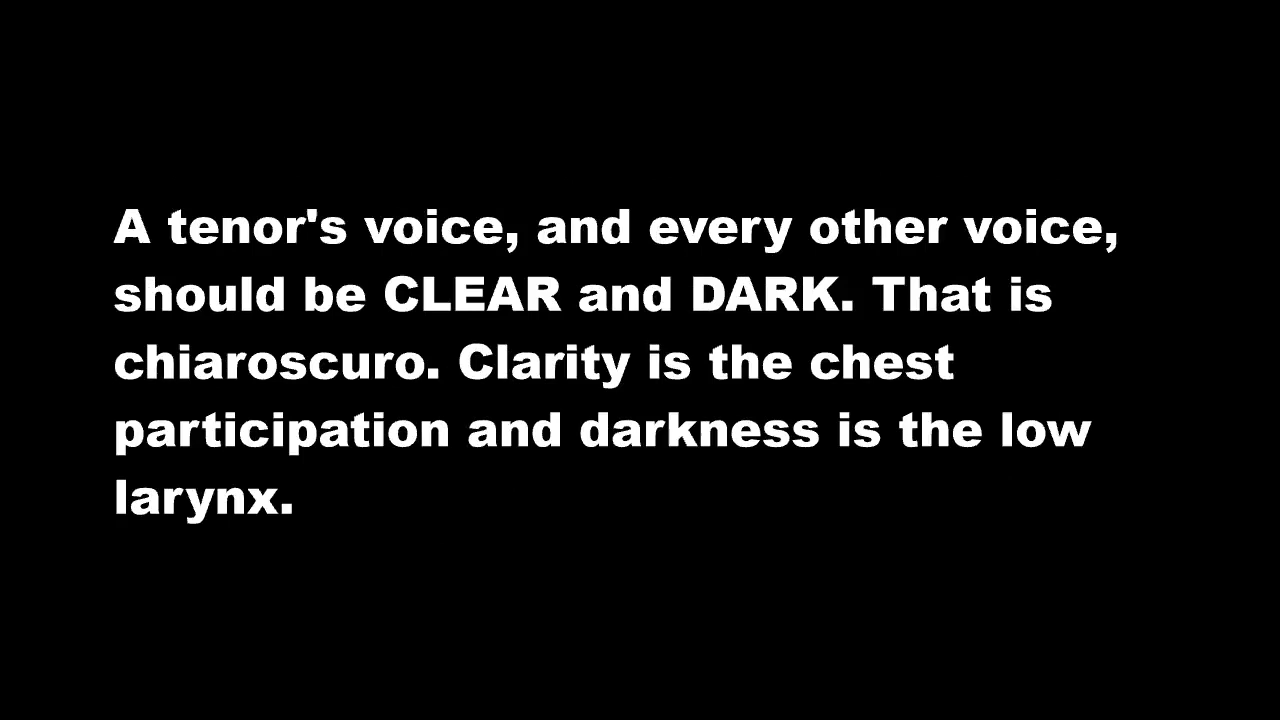 A tenor's voice, and every other voice,
should be CLEAR and DARK. That is
chiaroscuro. Clarity is the chest
participation and darkness is the low
larynx.